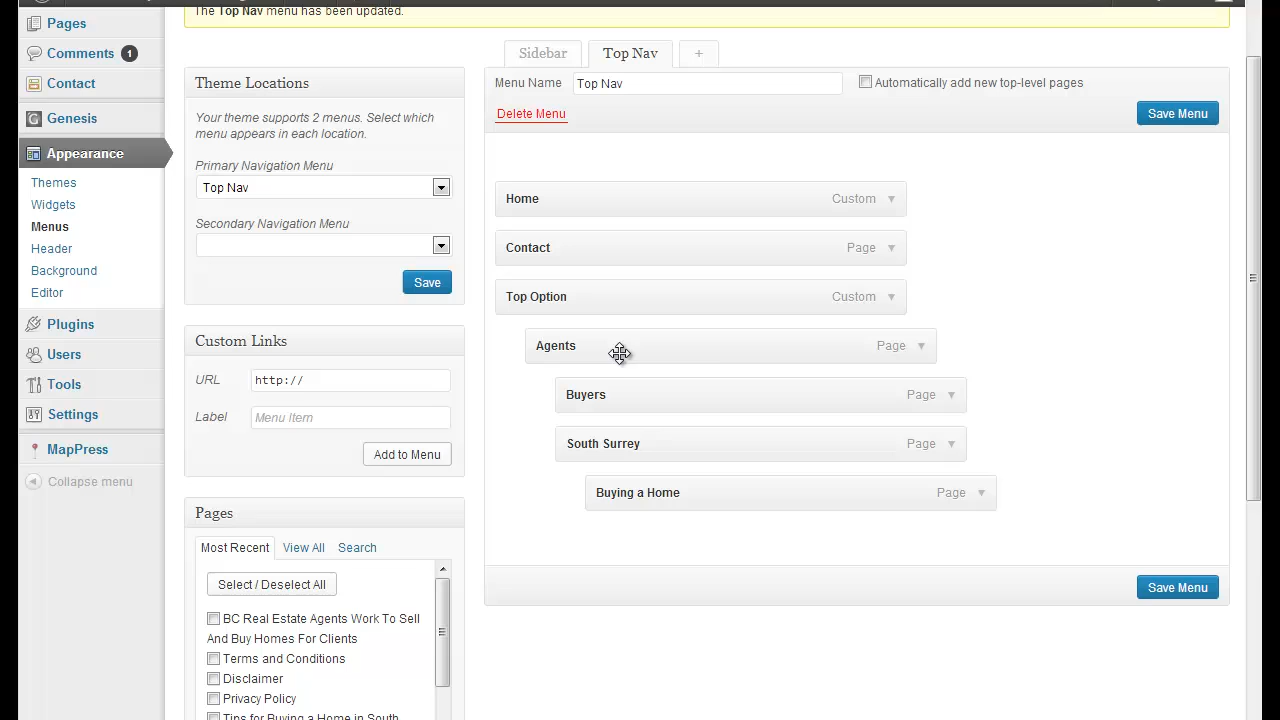 The Top Nav menu has been updated.
Pages
Comments 1
Contact
Genesis
Appearance
Themes
Widgets
Menus
Header
Background
Editor
Plugins
Users
Tools
Settings
MapPress
Collapse menu
Theme Locations
Your theme supports 2 menus. Select which
menu appears in each location.
Primary Navigation Menu
Top Nav
Secondary Navigation Menu
Save
Custom Links
URL http://
Label Menu Item
Add to Menu
Pages
Most Recent View All Search
Select / Deselect All
BC Real Estate Agents Work To Sell
And Buy Homes For Clients
Terms and Conditions
Disclaimer
Privacy Policy
Tips for Buying a Home in South
Sidebar Top Nav +
Menu Name Top Nav Automatically add new top-level pages
Delete Menu Save Menu
Home Custom
Contact Page
Top Option Custom
Agents Page
Buyers Page
South Surrey Page
Buying a Home Page
Save Menu